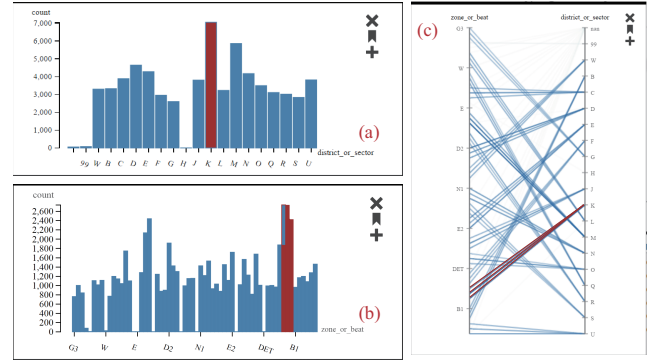 count
7,000
6,000
5,000
4,000
3,000
2,000
1,000
0
99 W B C D E F G H J K L M N O Q R S U
district_or_sector
(a)
count
2,600
2,400
2,200
2,000
1,800
1,600
1,400
1,200
1,000
800
600
400
200
0
G3 W E D2 N1 E2 DET B1
zone_or_beat
(b)
(c)
zone_or_beat
G3
W
E
D2
N1
E2
DET
B1
district_or_sector
99
W
B
C
D
E
F
G
H
J
K
L
M
N
O
Q
R
S
U